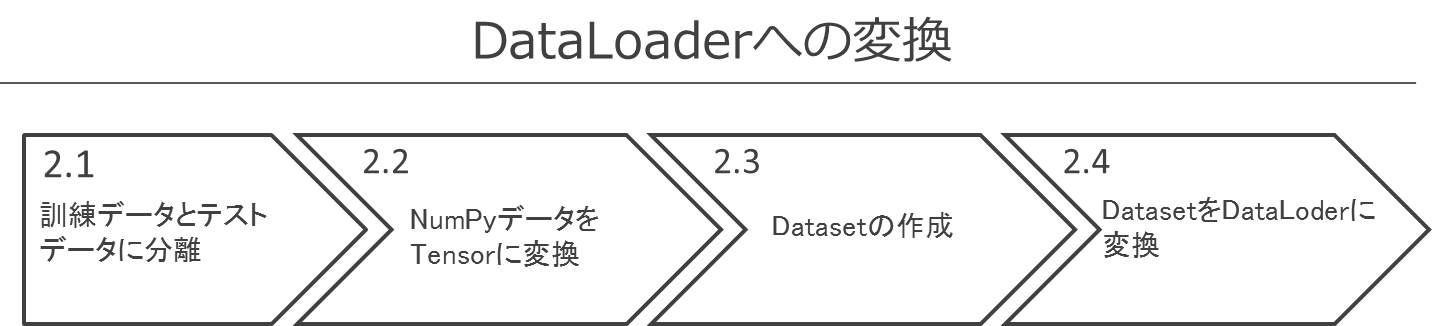 DataLoaderへの変換
2.1
訓練データとテスト
データに分離
2.2
NumPyデータを
Tensorに変換
2.3
Datasetの作成
2.4
DatasetをDataLoderに
変換